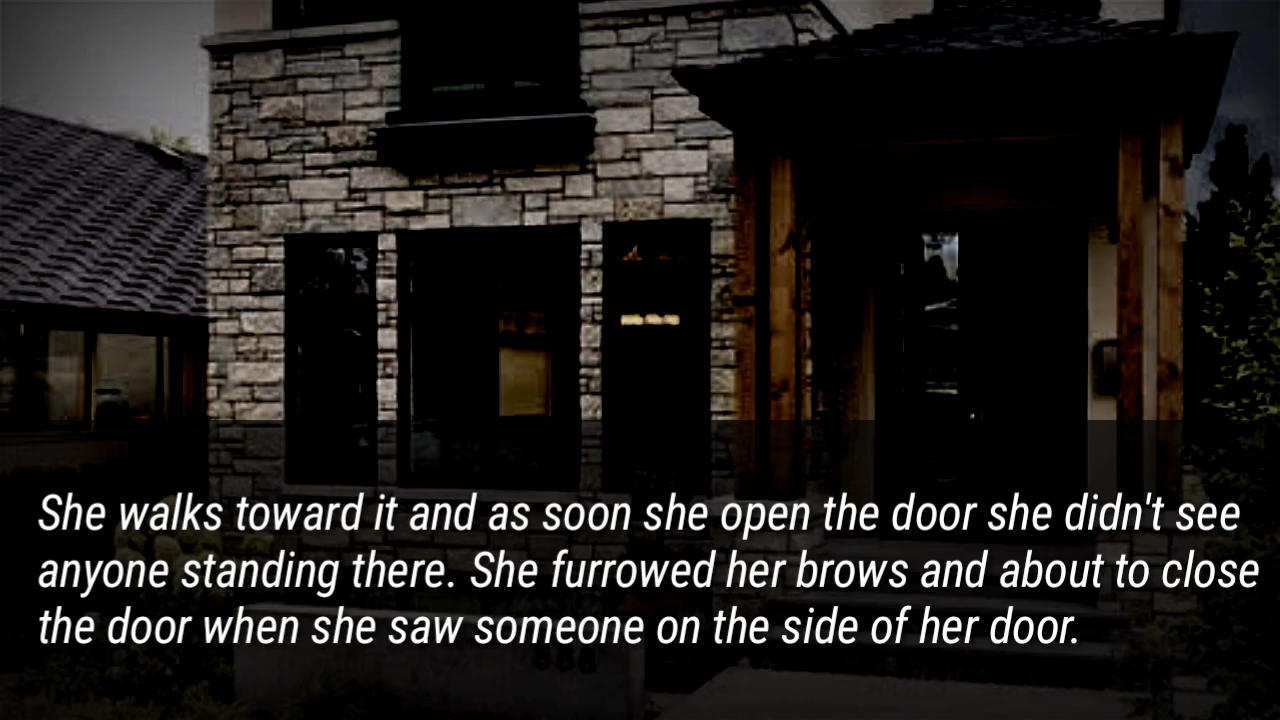 She walks toward it and as soon she open the door she didn't see
anyone standing there. She furrowed her brows and about to close
the door when she saw someone on the side of her door.